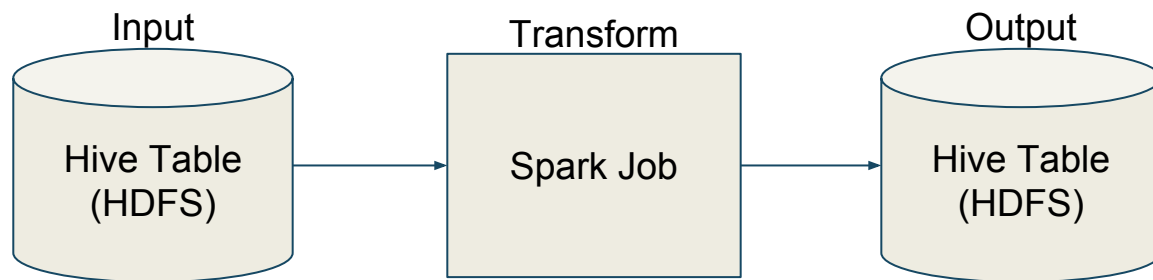 Input
Transform
Output
Hive Table
(HDFS)
Spark Job
Hive Table
(HDFS)